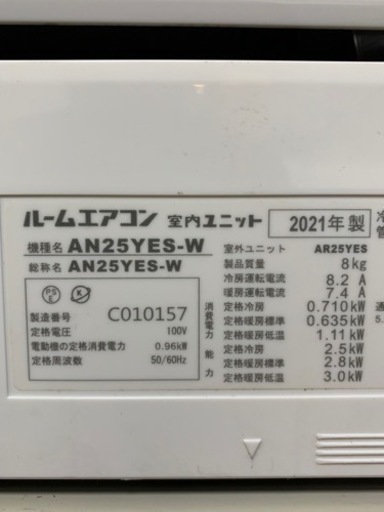 ルームエアコン 室内ユニット 2021年製
機種名 AN25YES-W
総称名 AN25YES-W
製造番号 C010157
定格電圧 100V
電動機の定格消費電力 0.96kW
定格周波数 50/60Hz
室外ユニット AR25YES
製品質量 8kg
冷房運転電流 8.2 A
暖房運転電流 7.4 A
消費電力
定格冷房 0.710kW
定格暖房標準 0.635kW
定格暖房低温 1.11kW
能力
定格冷房 2.5kW
定格暖房標準 2.8kW
定格暖房低温 3.0kW